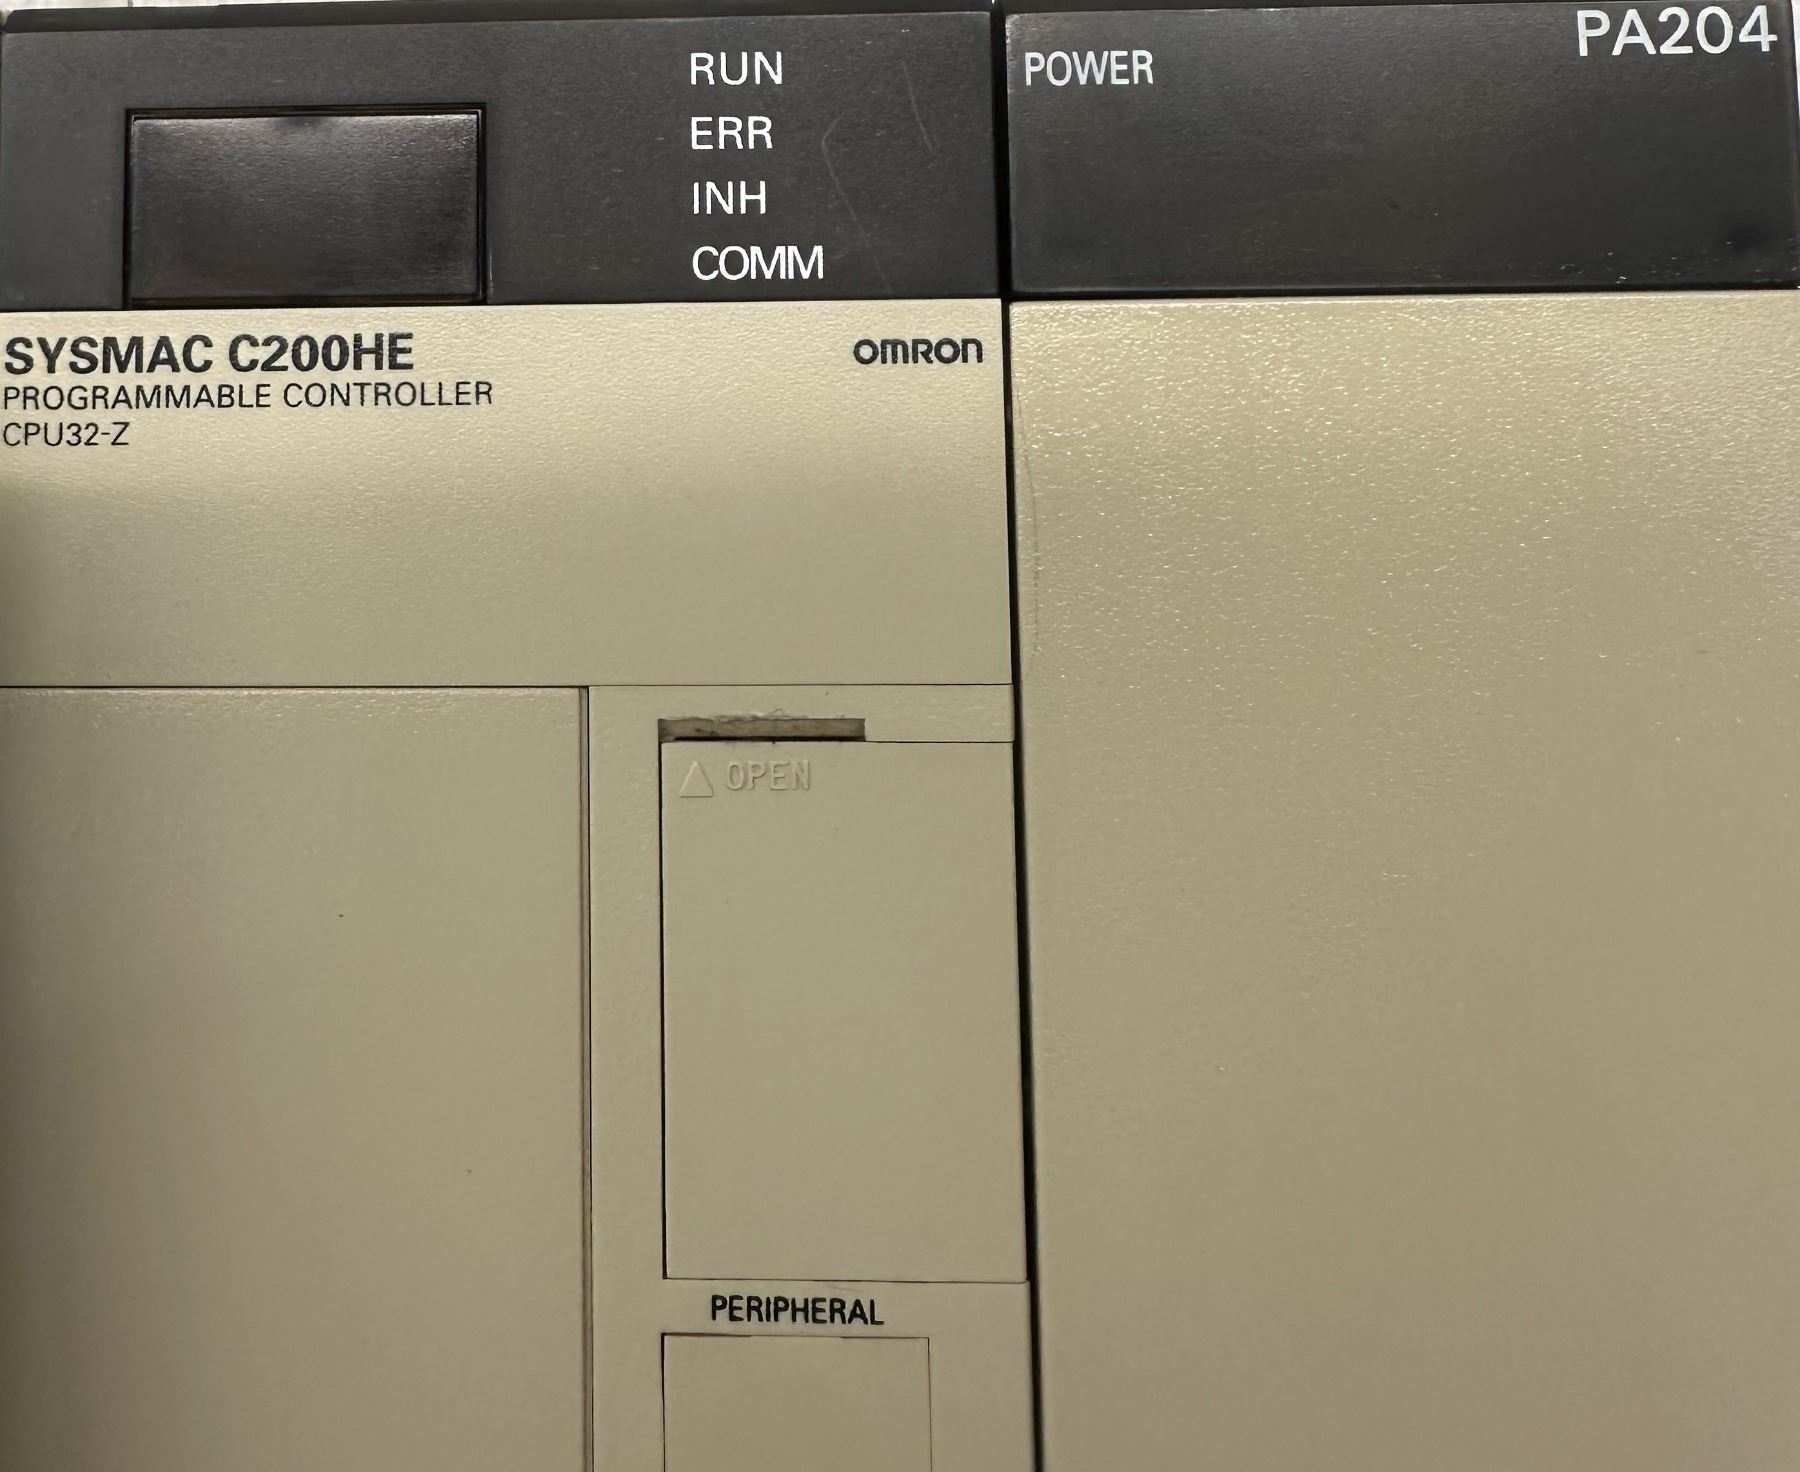 RUN
ERR
INH
COMM
SYSMAC C200HE
OMRON
PROGRAMMABLE CONTROLLER
CPU32-Z
△ OPEN
PERIPHERAL
PA204
POWER